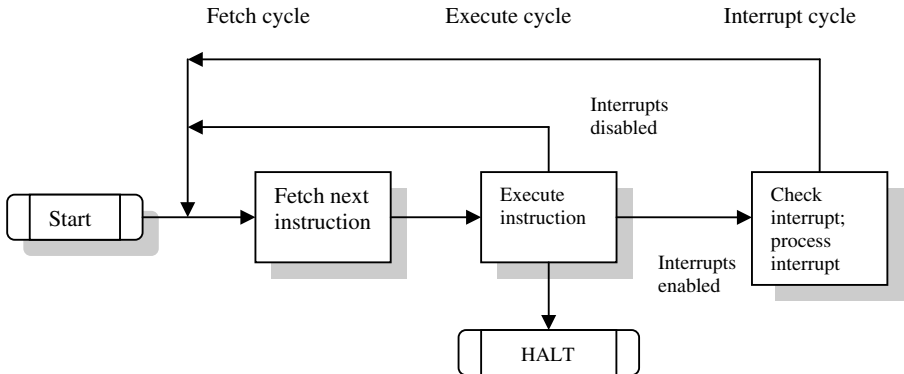 Fetch cycle
Execute cycle
Interrupt cycle
Interrupts
disabled
Start
Fetch next
instruction
Execute
instruction
Check
interrupt;
process
interrupt
Interrupts
enabled
HALT